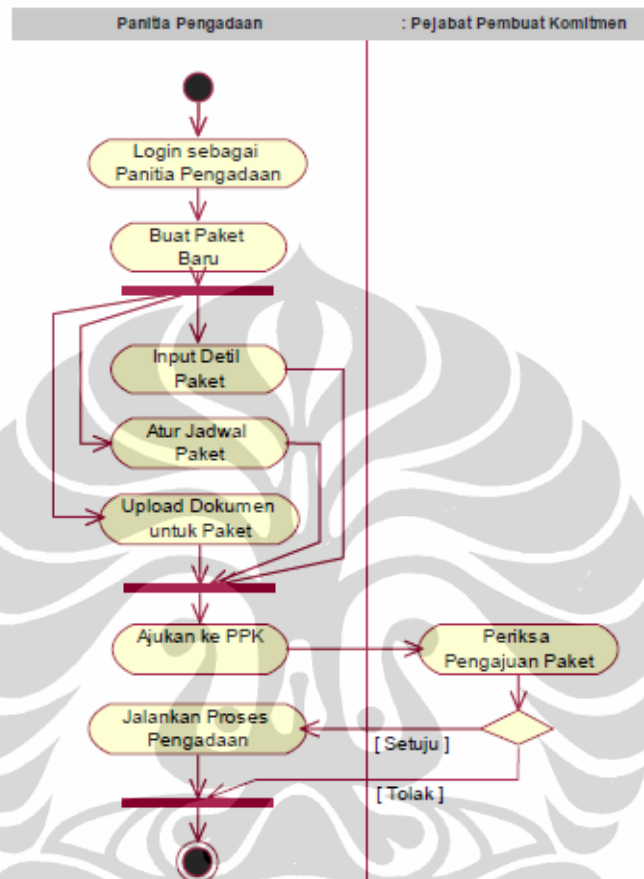 Panitia Pengadaan
: Pejabat Pembuat Komitmen
Login sebagai
Panitia Pengadaan
Buat Paket
Baru
Input Detil
Paket
Atur Jadwal
Paket
Upload Dokumen
untuk Paket
Ajukan ke PPK
Periksa
Pengajuan Paket
Jalankan Proses
Pengadaan
[ Setuju ]
[ Tolak ]